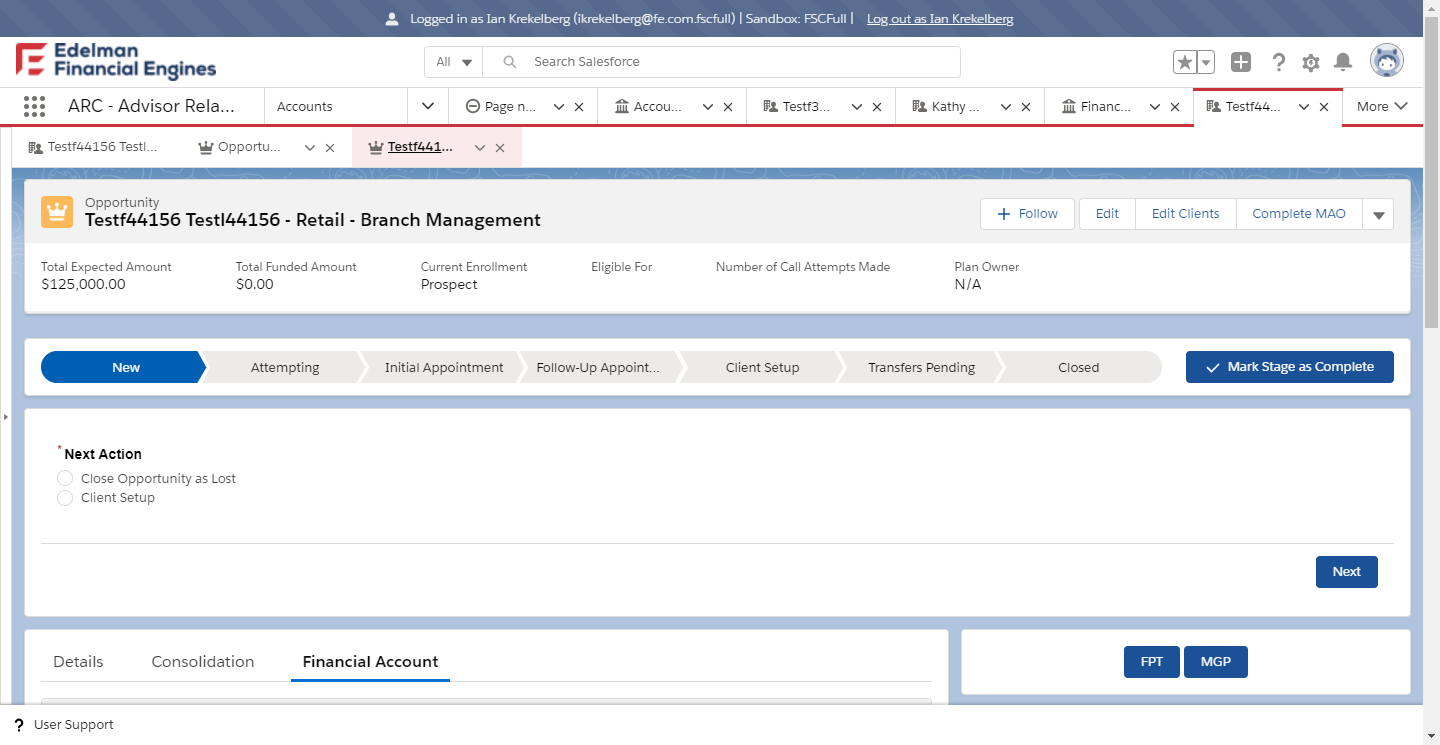 Logged in as Ian Krekelberg (ikrekelberg@fe.com.fscfull) | Sandbox: FSCFull | Log out as Ian Krekelberg
Edelman
Financial Engines
All
Search Salesforce
ARC - Advisor Rela...
Accounts
Page n...
Accou...
Testf3...
Kathy ...
Financ...
Testf44...
More
Testf44156 Testl...
Opportu...
Testf441...
Opportunity
Testf44156 Testl44156 - Retail - Branch Management
Follow
Edit
Edit Clients
Complete MAO
Total Expected Amount
$125,000.00
Total Funded Amount
$0.00
Current Enrollment
Prospect
Eligible For
Number of Call Attempts Made
Plan Owner
N/A
New
Attempting
Initial Appointment
Follow-Up Appoint...
Client Setup
Transfers Pending
Closed
Mark Stage as Complete
* Next Action
Close Opportunity as Lost
Client Setup
Next
Details
Consolidation
Financial Account
FPT
MGP
? User Support